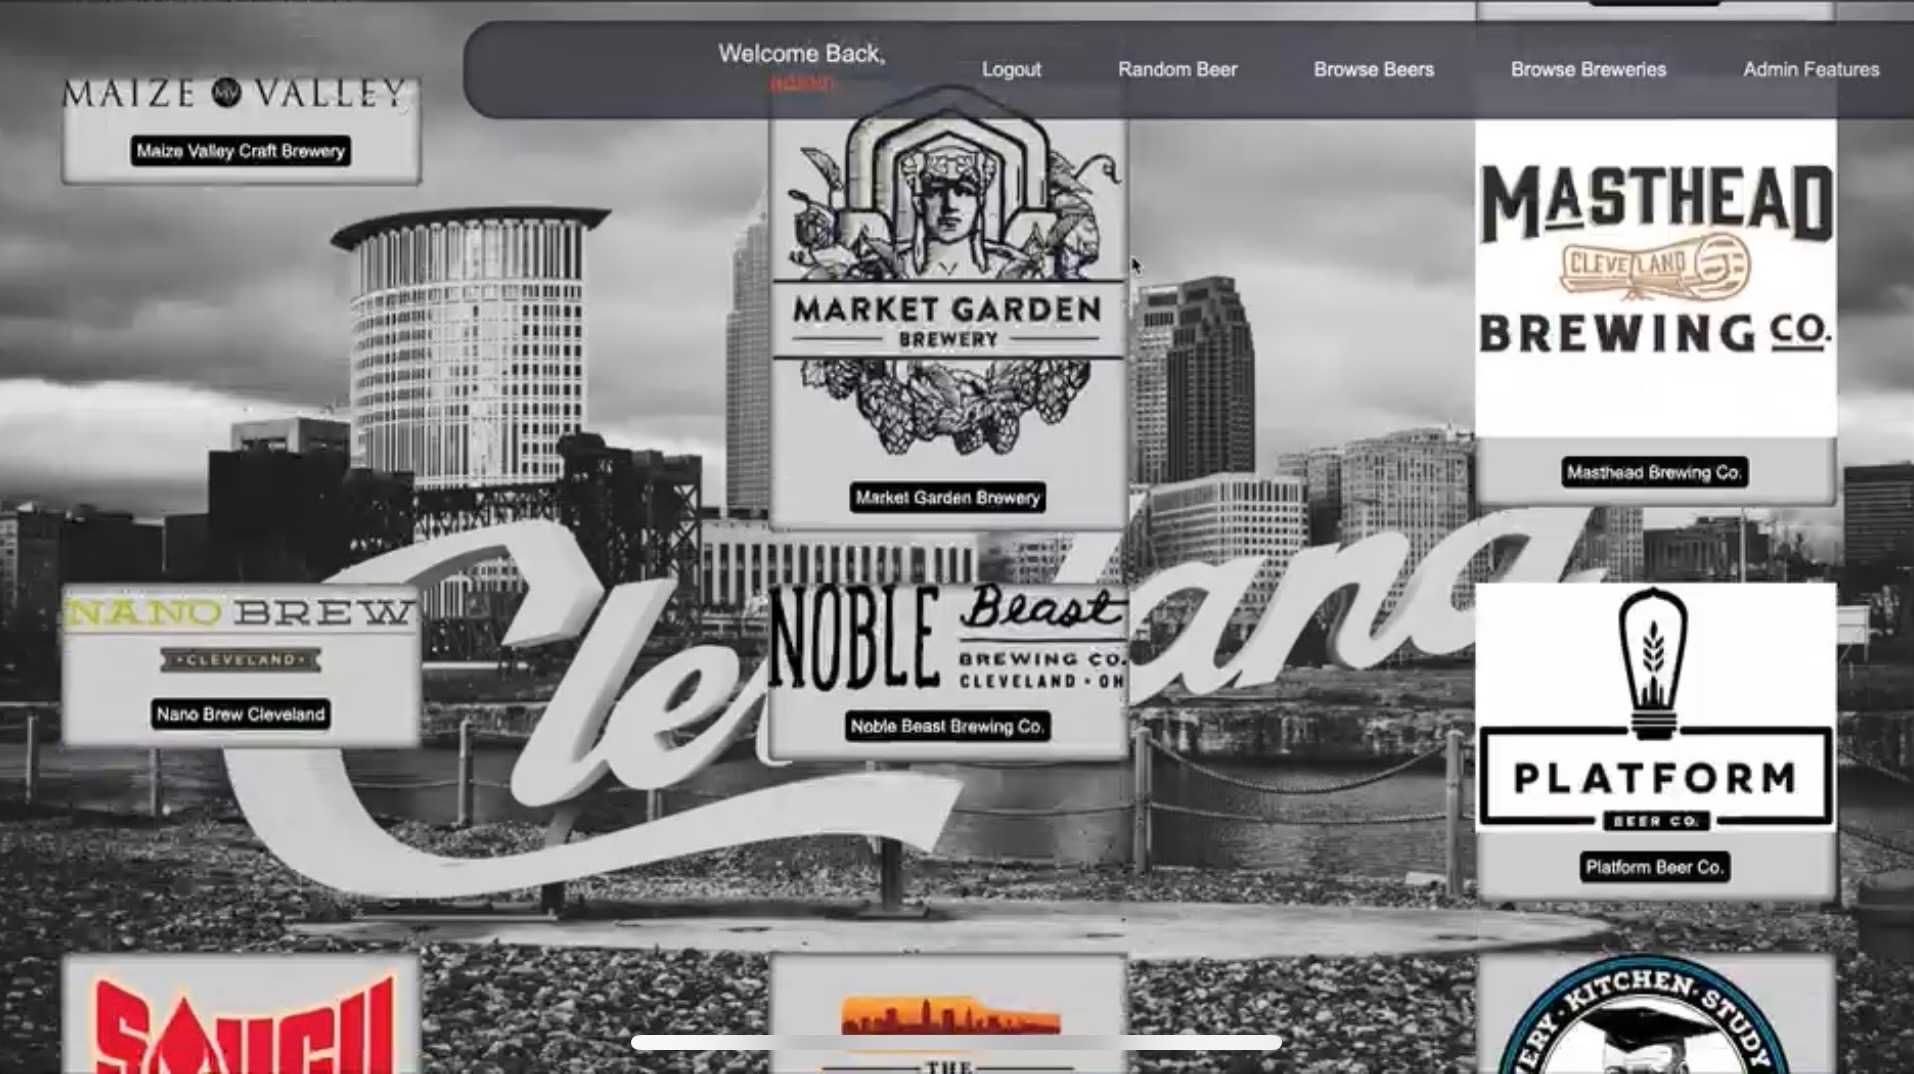 Welcome Back,
admin
Logout
Random Beer
Browse Beers
Browse Breweries
Admin Features
MAIZE MV VALLEY
Maize Valley Craft Brewery
MARKET GARDEN
BREWERY
Market Garden Brewery
MASTHEAD
CLEVELAND
BREWING CO.
Masthead Brewing Co.
Cleveland
NANO BREW
CLEVELAND
Nano Brew Cleveland
NOBLE Beast
BREWING CO.
CLEVELAND · OH
Noble Beast Brewing Co.
PLATFORM
BEER CO.
Platform Beer Co.
SAUCY
THE
KITCHEN · STUDY